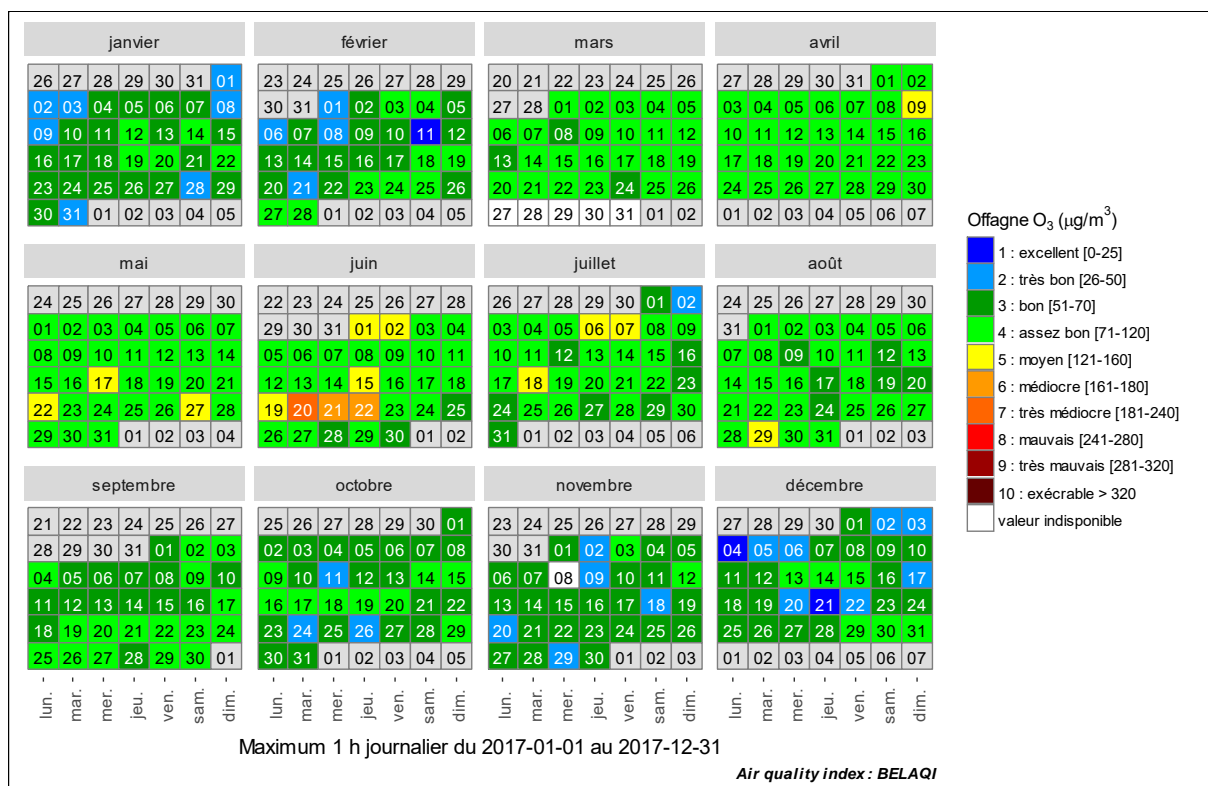 janvier février mars avril
26 27 28 29 30 31 01 23 24 25 26 27 28 29 20 21 22 23 24 25 26 27 28 29 30 31 01 02
02 03 04 05 06 07 08 30 31 01 02 03 04 05 27 28 01 02 03 04 05 03 04 05 06 07 08 09
09 10 11 12 13 14 15 06 07 08 09 10 11 12 06 07 08 09 10 11 12 10 11 12 13 14 15 16
16 17 18 19 20 21 22 13 14 15 16 17 18 19 13 14 15 16 17 18 19 17 18 19 20 21 22 23
23 24 25 26 27 28 29 20 21 22 23 24 25 26 20 21 22 23 24 25 26 24 25 26 27 28 29 30
30 31 01 02 03 04 05 27 28 01 02 03 04 05 27 28 29 30 31 01 02 01 02 03 04 05 06 07
mai juin juillet août
24 25 26 27 28 29 30 22 23 24 25 26 27 28 26 27 28 29 30 01 02 24 25 26 27 28 29 30
01 02 03 04 05 06 07 29 30 31 01 02 03 04 03 04 05 06 07 08 09 31 01 02 03 04 05 06
08 09 10 11 12 13 14 05 06 07 08 09 10 11 10 11 12 13 14 15 16 07 08 09 10 11 12 13
15 16 17 18 19 20 21 12 13 14 15 16 17 18 17 18 19 20 21 22 23 14 15 16 17 18 19 20
22 23 24 25 26 27 28 19 20 21 22 23 24 25 24 25 26 27 28 29 30 21 22 23 24 25 26 27
29 30 31 01 02 03 04 26 27 28 29 30 01 02 31 01 02 03 04 05 06 28 29 30 31 01 02 03
septembre octobre novembre décembre
21 22 23 24 25 26 27 25 26 27 28 29 30 01 23 24 25 26 27 28 29 27 28 29 30 01 02 03
28 29 30 31 01 02 03 02 03 04 05 06 07 08 30 31 01 02 03 04 05 04 05 06 07 08 09 10
04 05 06 07 08 09 10 09 10 11 12 13 14 15 06 07 08 09 10 11 12 11 12 13 14 15 16 17
11 12 13 14 15 16 17 16 17 18 19 20 21 22 13 14 15 16 17 18 19 18 19 20 21 22 23 24
18 19 20 21 22 23 24 23 24 25 26 27 28 29 20 21 22 23 24 25 26 25 26 27 28 29 30 31
25 26 27 28 29 30 01 30 31 01 02 03 04 05 27 28 29 30 01 02 03 01 02 03 04 05 06 07
lun. mar. mer. jeu. ven. sam. dim. lun. mar. mer. jeu. ven. sam. dim. lun. mar. mer. jeu. ven. sam. dim. lun. mar. mer. jeu. ven. sam. dim.
Maximum 1 h journalier du 2017-01-01 au 2017-12-31
Air quality index : BELAQI
Offagne O₃ (µg/m³)
1 : excellent [0-25]
2 : très bon [26-50]
3 : bon [51-70]
4 : assez bon [71-120]
5 : moyen [121-160]
6 : médiocre [161-180]
7 : très médiocre [181-240]
8 : mauvais [241-280]
9 : très mauvais [281-320]
10 : exécrable > 320
valeur indisponible